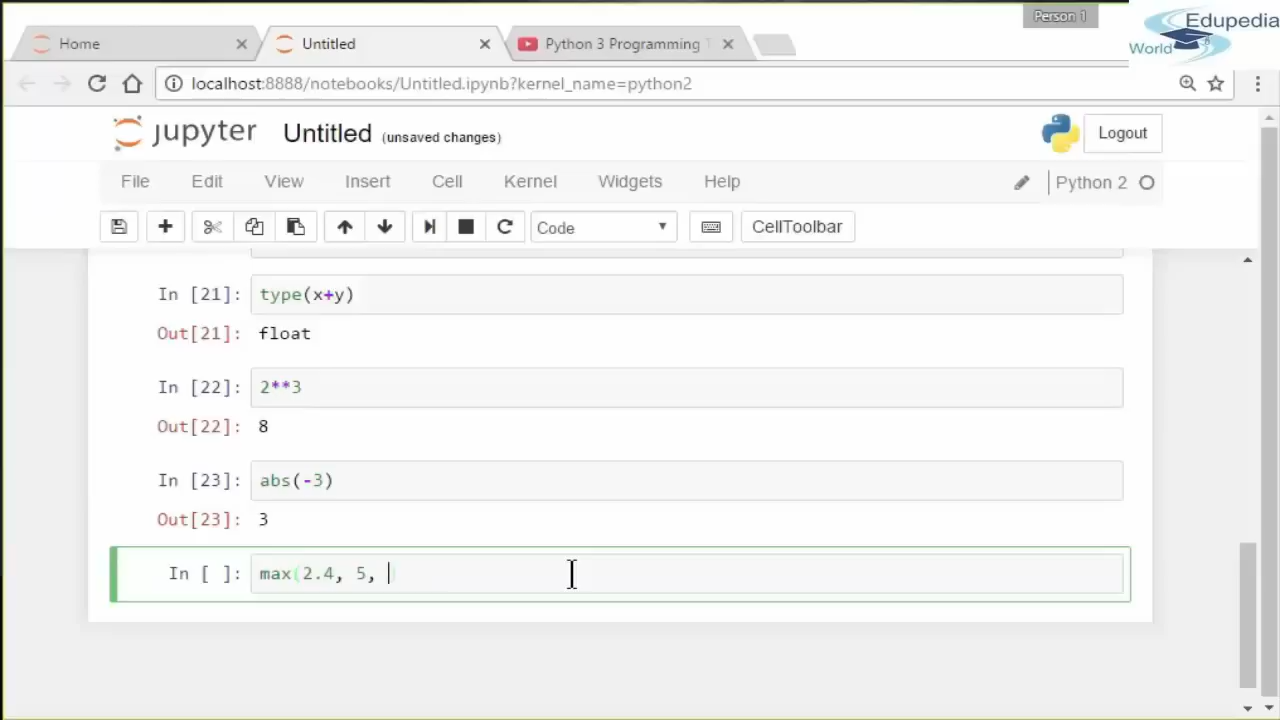 Person 1
Edupedia
World
Home
Untitled
Python 3 Programming T
localhost:8888/notebooks/Untitled.ipynb?kernel_name=python2
jupyter Untitled (unsaved changes)
Logout
File Edit View Insert Cell Kernel Widgets Help
Python 2
Code
CellToolbar
In [21]: type(x+y)
Out[21]: float
In [22]: 2**3
Out[22]: 8
In [23]: abs(-3)
Out[23]: 3
In [ ]: max(2.4, 5, )